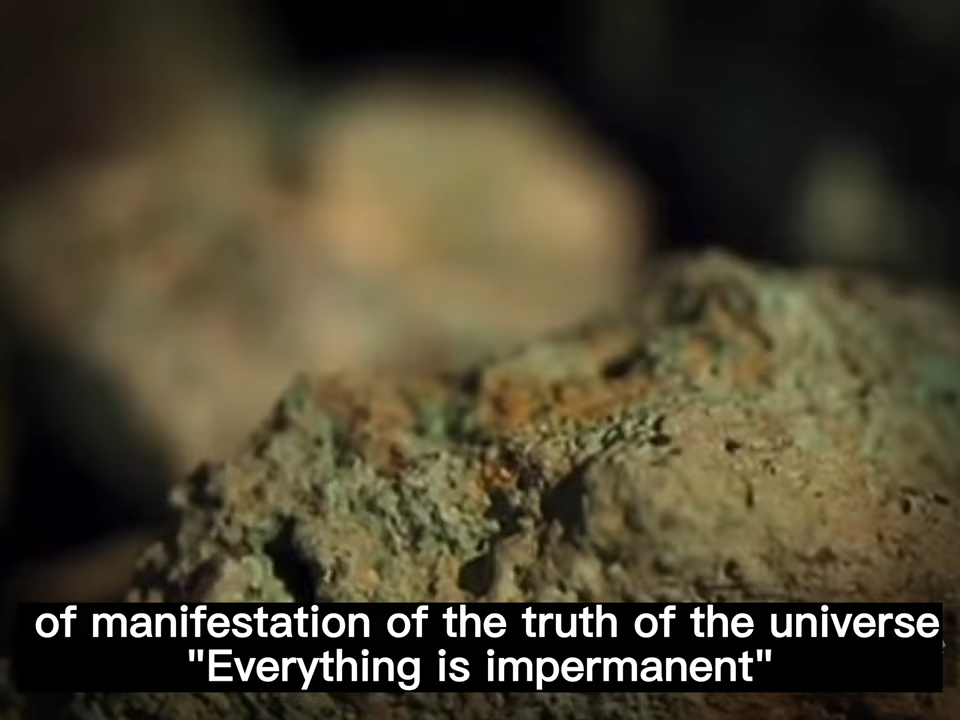 of manifestation of the truth of the universe
"Everything is impermanent"